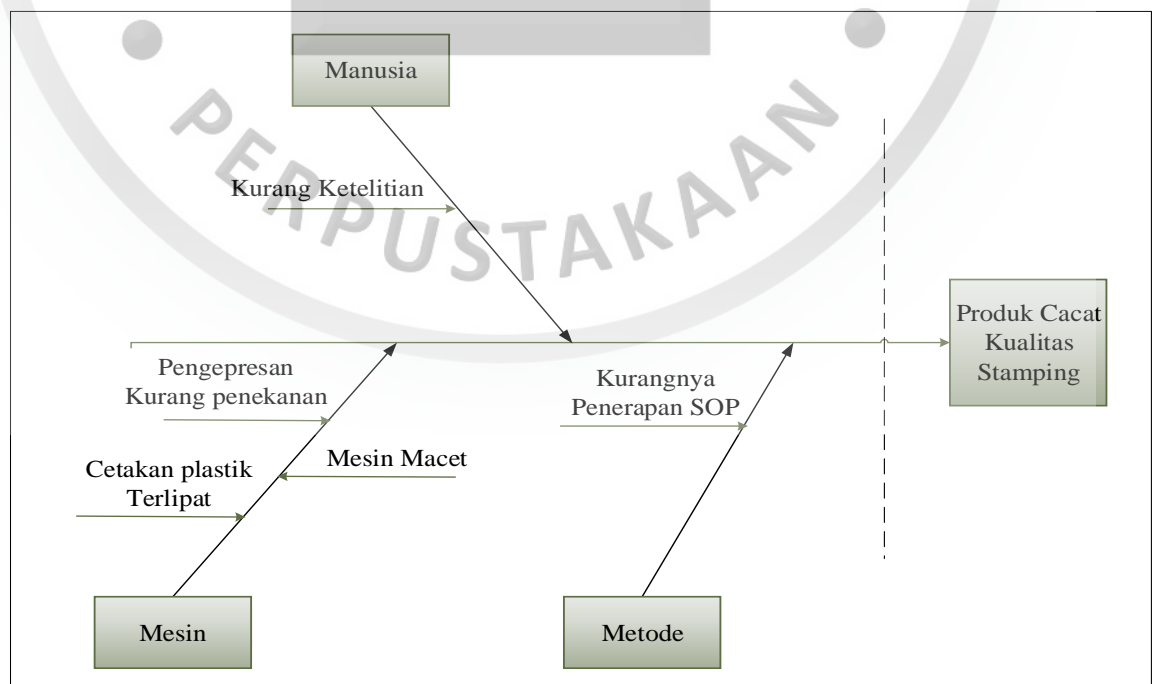 Manusia
Kurang Ketelitian
PERPUSTAKAAN
Produk Cacat
Kualitas
Stamping
Pengepresan
Kurang penekanan
Kurangnya
Penerapan SOP
Cetakan plastik
Terlipat
Mesin Macet
Mesin
Metode